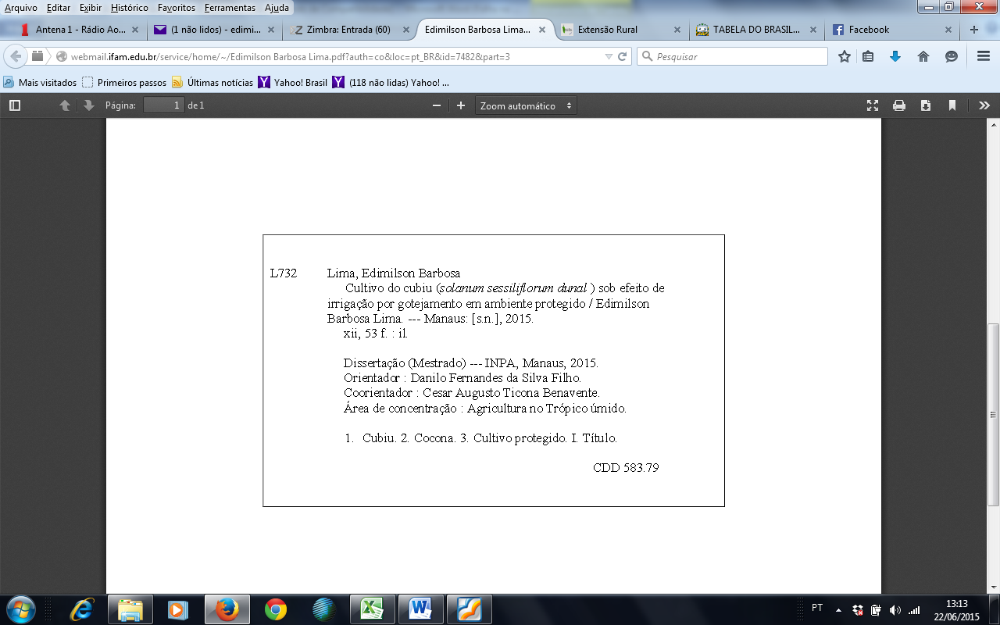 Arquivo Editar Exibir Histórico Favoritos Ferramentas Ajuda
Antena 1 - Rádio Ao... (1 não lidos) - edimi... Zimbra: Entrada (60) Edimilson Barbosa Lima... Extensão Rural TABELA DO BRASIL... Facebook
webmail.ifam.edu.br/service/home/~/Edimilson Barbosa Lima.pdf?auth=co&loc=pt_BR&id=7482&part=3 Pesquisar
Mais visitados Primeiros passos Últimas notícias Yahoo! Brasil (118 não lidas) Yahoo! ...
Página: 1 de 1 Zoom automático
L732 Lima, Edimilson Barbosa
Cultivo do cubiu (solanum sessiliflorum dunal ) sob efeito de
irrigação por gotejamento em ambiente protegido / Edimilson
Barbosa Lima. --- Manaus: [s.n.], 2015.
xii, 53 f. : il.
Dissertação (Mestrado) --- INPA, Manaus, 2015.
Orientador : Danilo Fernandes da Silva Filho.
Coorientador : Cesar Augusto Ticona Benavente.
Área de concentração : Agricultura no Trópico úmido.
1. Cubiu. 2. Cocona. 3. Cultivo protegido. I. Título.
CDD 583.79
PT 13:13
22/06/2015